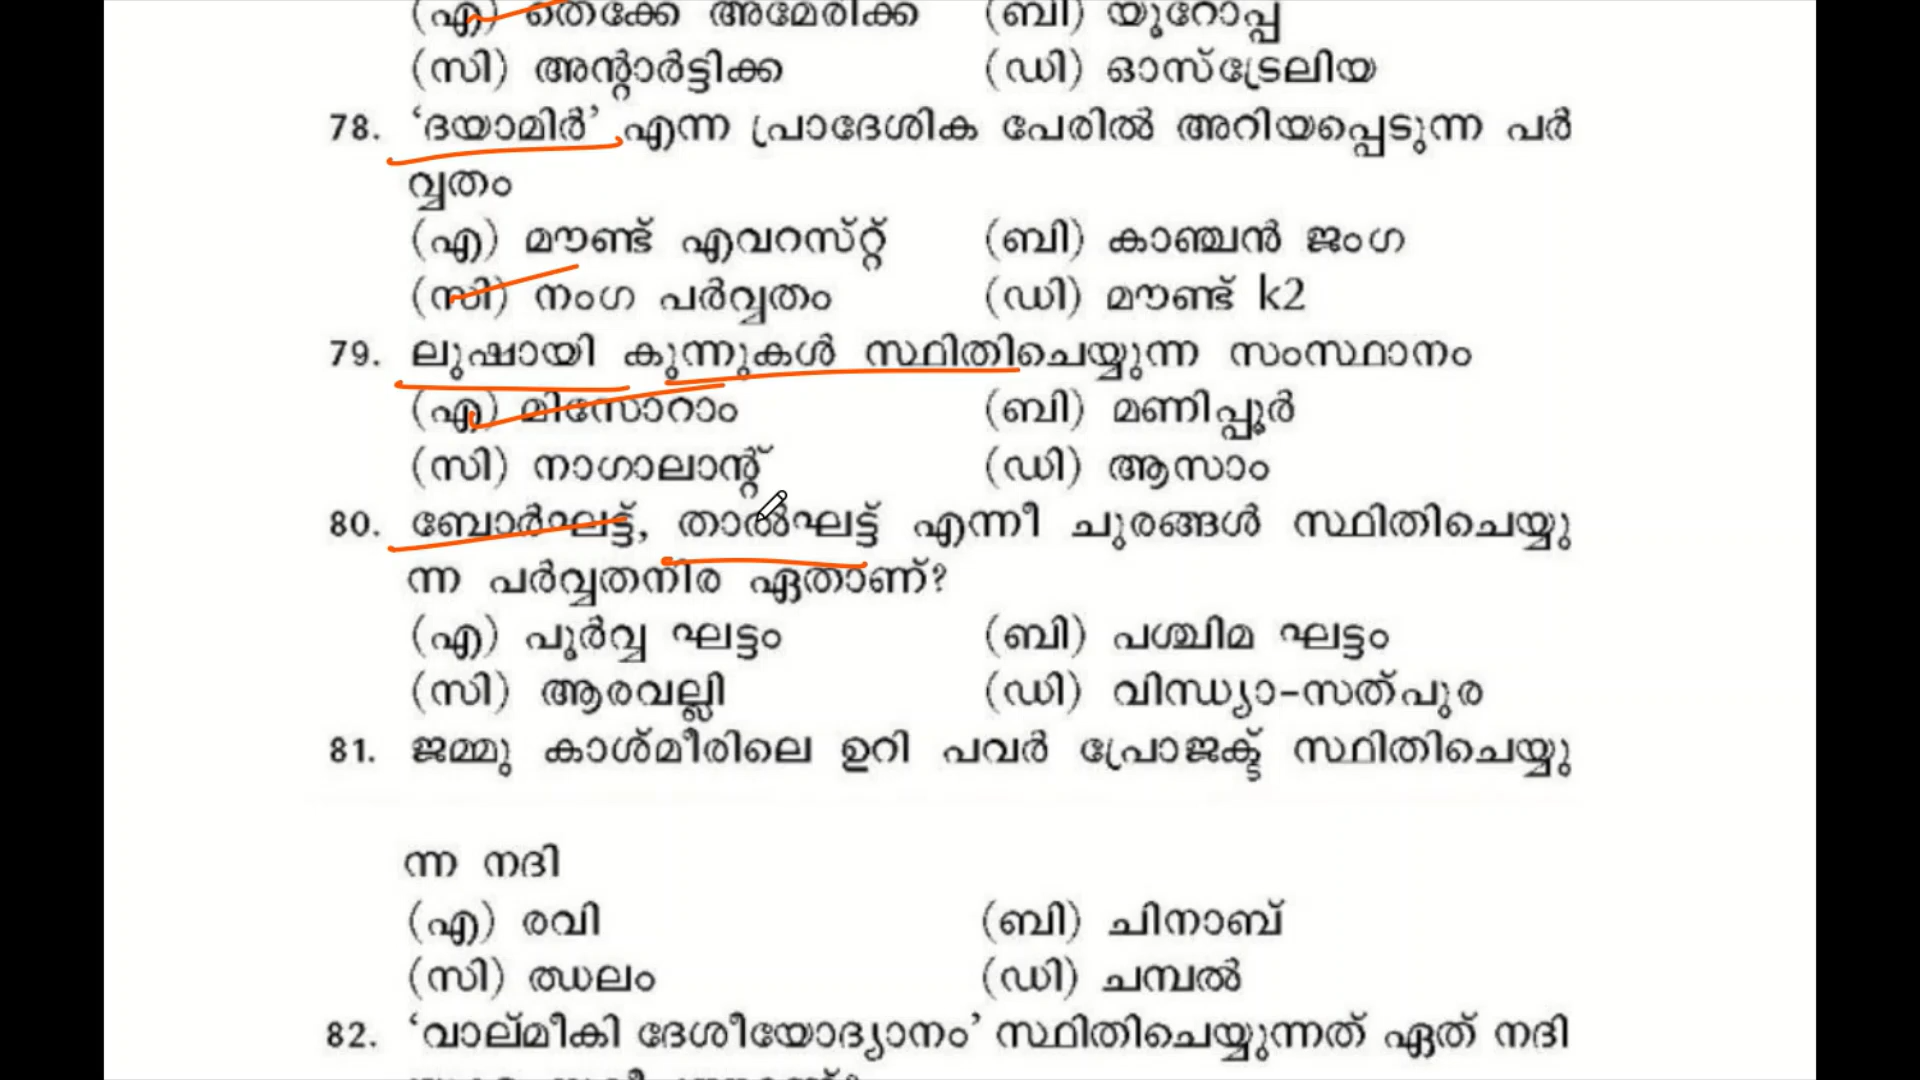 (എ) തെക്കേ അമേരിക്ക (ബി) യൂറോപ്പ
(സി) അന്റാർട്ടിക്ക (ഡി) ഓസ്ട്രേലിയ
78. ‘ദയാമിർ’ എന്ന പ്രാദേശിക പേരിൽ അറിയപ്പെടുന്ന പർ
വ്വതം
(എ) മൗണ്ട് എവറസ്റ്റ് (ബി) കാഞ്ചൻ ജംഗ
(സി) നംഗ പർവ്വതം (ഡി) മൗണ്ട് k2
79. ലുഷായി കുന്നുകൾ സ്ഥിതിചെയ്യുന്ന സംസ്ഥാനം
(എ) മിസോറാം (ബി) മണിപ്പൂർ
(സി) നാഗാലാന്റ് (ഡി) ആസാം
80. ബോർഘട്ട്, താൽഘട്ട് എന്നീ ചുരങ്ങൾ സ്ഥിതിചെയ്യു
ന്ന പർവ്വതനിര ഏതാണ്?
(എ) പൂർവ്വ ഘട്ടം (ബി) പശ്ചിമ ഘട്ടം
(സി) ആരവല്ലി (ഡി) വിന്ധ്യാ-സത്പുര
81. ജമ്മു കാശ്മീരിലെ ഉറി പവർ പ്രോജക്ട് സ്ഥിതിചെയ്യു
ന്ന നദി
(എ) രവി (ബി) ചിനാബ്
(സി) ഝലം (ഡി) ചമ്പൽ
82. ‘വാല്മീകി ദേശീയോദ്യാനം’ സ്ഥിതിചെയ്യുന്നത് ഏത് നദി